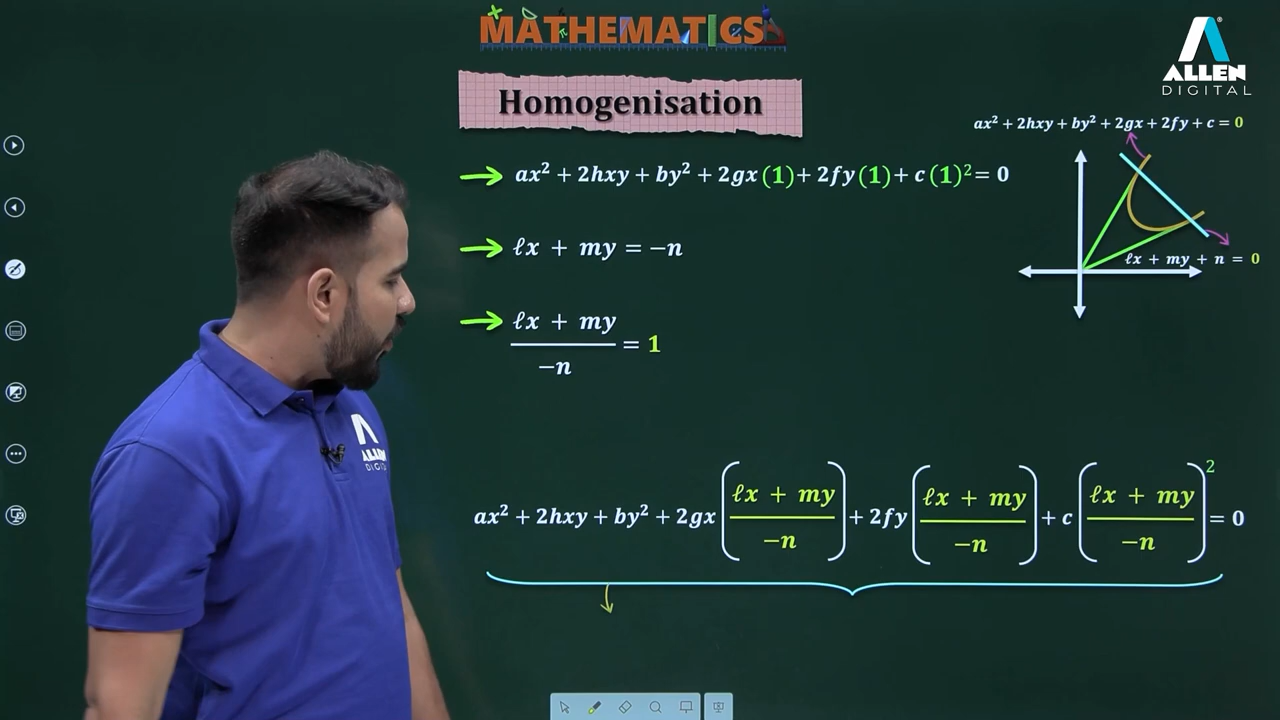 MATHEMATICS
ALLEN
DIGITAL
Homogenisation
ax² + 2hxy + by² + 2gx + 2fy + c = 0
ax² + 2hxy + by² + 2gx (1) + 2fy (1) + c (1)² = 0
ℓx + my = −n
ℓx + my + n = 0
(ℓx + my)/(−n) = 1
ax² + 2hxy + by² + 2gx ((ℓx + my)/(−n)) + 2fy ((ℓx + my)/(−n)) + c ((ℓx + my)/(−n))² = 0
ALLEN
DIGITAL